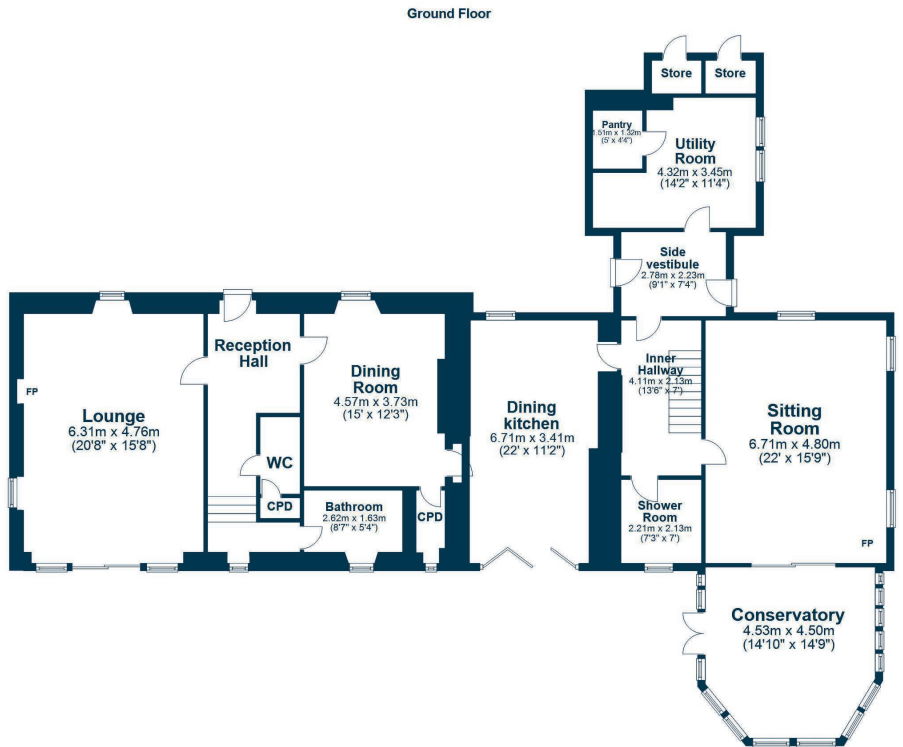 Ground Floor
Store
Store
Pantry
1.51m x 1.32m
(5' x 4'4")
Utility
Room
4.32m x 3.45m
(14'2" x 11'4")
Side
vestibule
2.78m x 2.23m
(9'1" x 7'4")
Reception
Hall
Inner
Hallway
4.11m x 2.13m
(13'6" x 7')
Dining
Room
4.57m x 3.73m
(15' x 12'3")
FP
Lounge
6.31m x 4.76m
(20'8" x 15'8")
Dining
kitchen
6.71m x 3.41m
(22' x 11'2")
Sitting
Room
6.71m x 4.80m
(22' x 15'9")
WC
CPD
Bathroom
2.62m x 1.63m
(8'7" x 5'4")
CPD
Shower
Room
2.21m x 2.13m
(7'3" x 7')
FP
Conservatory
4.53m x 4.50m
(14'10" x 14'9")